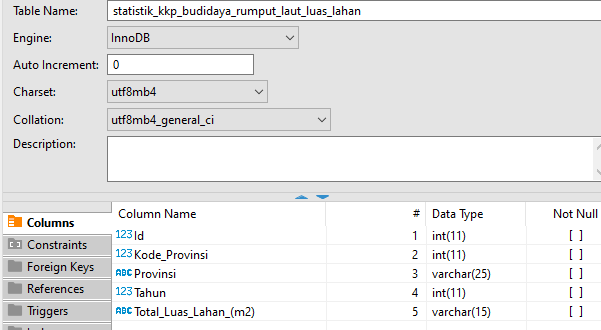 Table Name: statistik_kkp_budidaya_rumput_laut_luas_lahan
Engine: InnoDB
Auto Increment: 0
Charset: utf8mb4
Collation: utf8mb4_general_ci
Description:
Columns Column Name # Data Type Not Null
Constraints 123 Id 1 int(11) [ ]
Foreign Keys 123 Kode_Provinsi 2 int(11) [ ]
References ABC Provinsi 3 varchar(25) [ ]
Triggers 123 Tahun 4 int(11) [ ]
ABC Total_Luas_Lahan_(m2) 5 varchar(15) [ ]